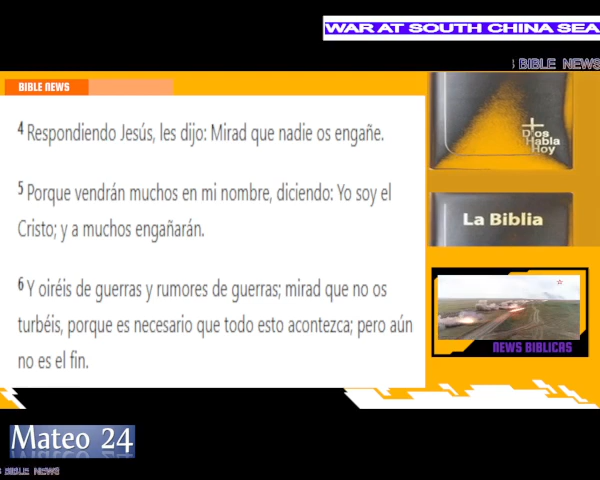 WAR AT SOUTH CHINA SEA
BIBLE NEWS
BIBLE NEWS
4 Respondiendo Jesús, les dijo: Mirad que nadie os engañe.
5 Porque vendrán muchos en mi nombre, diciendo: Yo soy el
Cristo; y a muchos engañarán.
6 Y oiréis de guerras y rumores de guerras; mirad que no os
turbéis, porque es necesario que todo esto acontezca; pero aún
no es el fin.
Dios
Habla
Hoy
La Biblia
NEWS BIBLICAS
Mateo 24
BIBLE NEWS